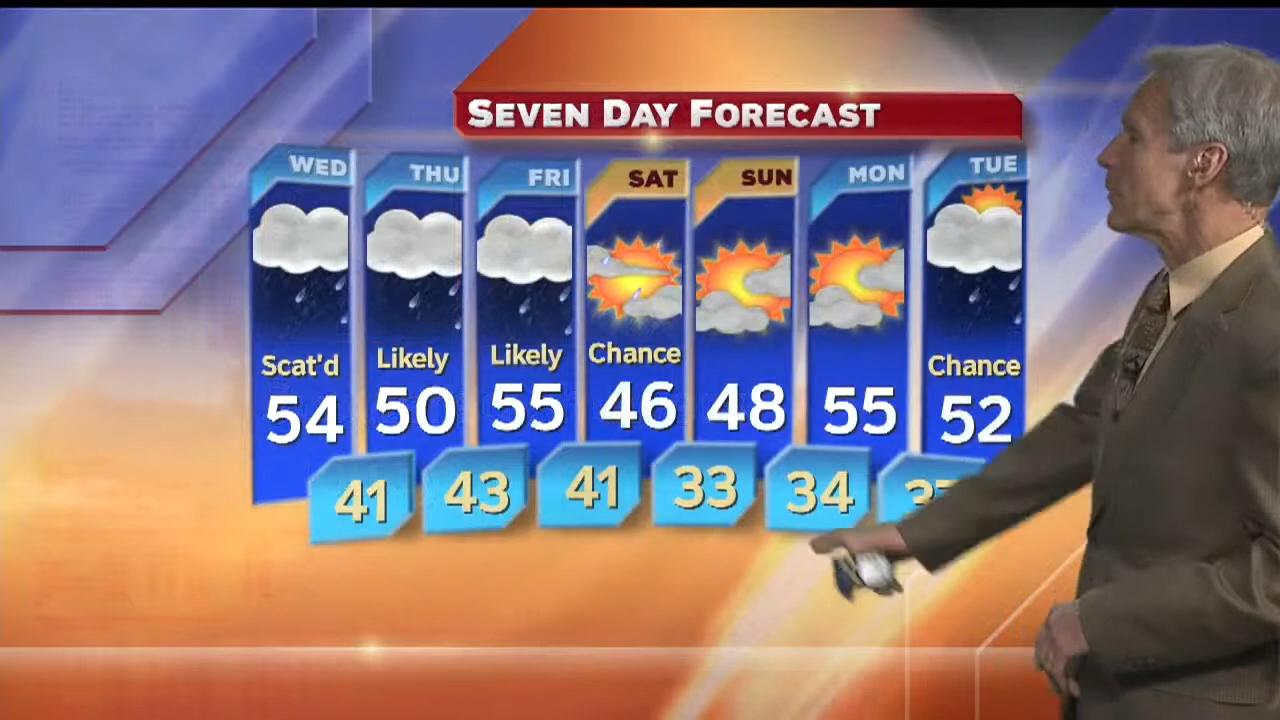 SEVEN DAY FORECAST
WED THU FRI SAT SUN MON TUE
Scat'd Likely Likely Chance Chance
54 50 55 46 48 55 52
41 43 41 33 34